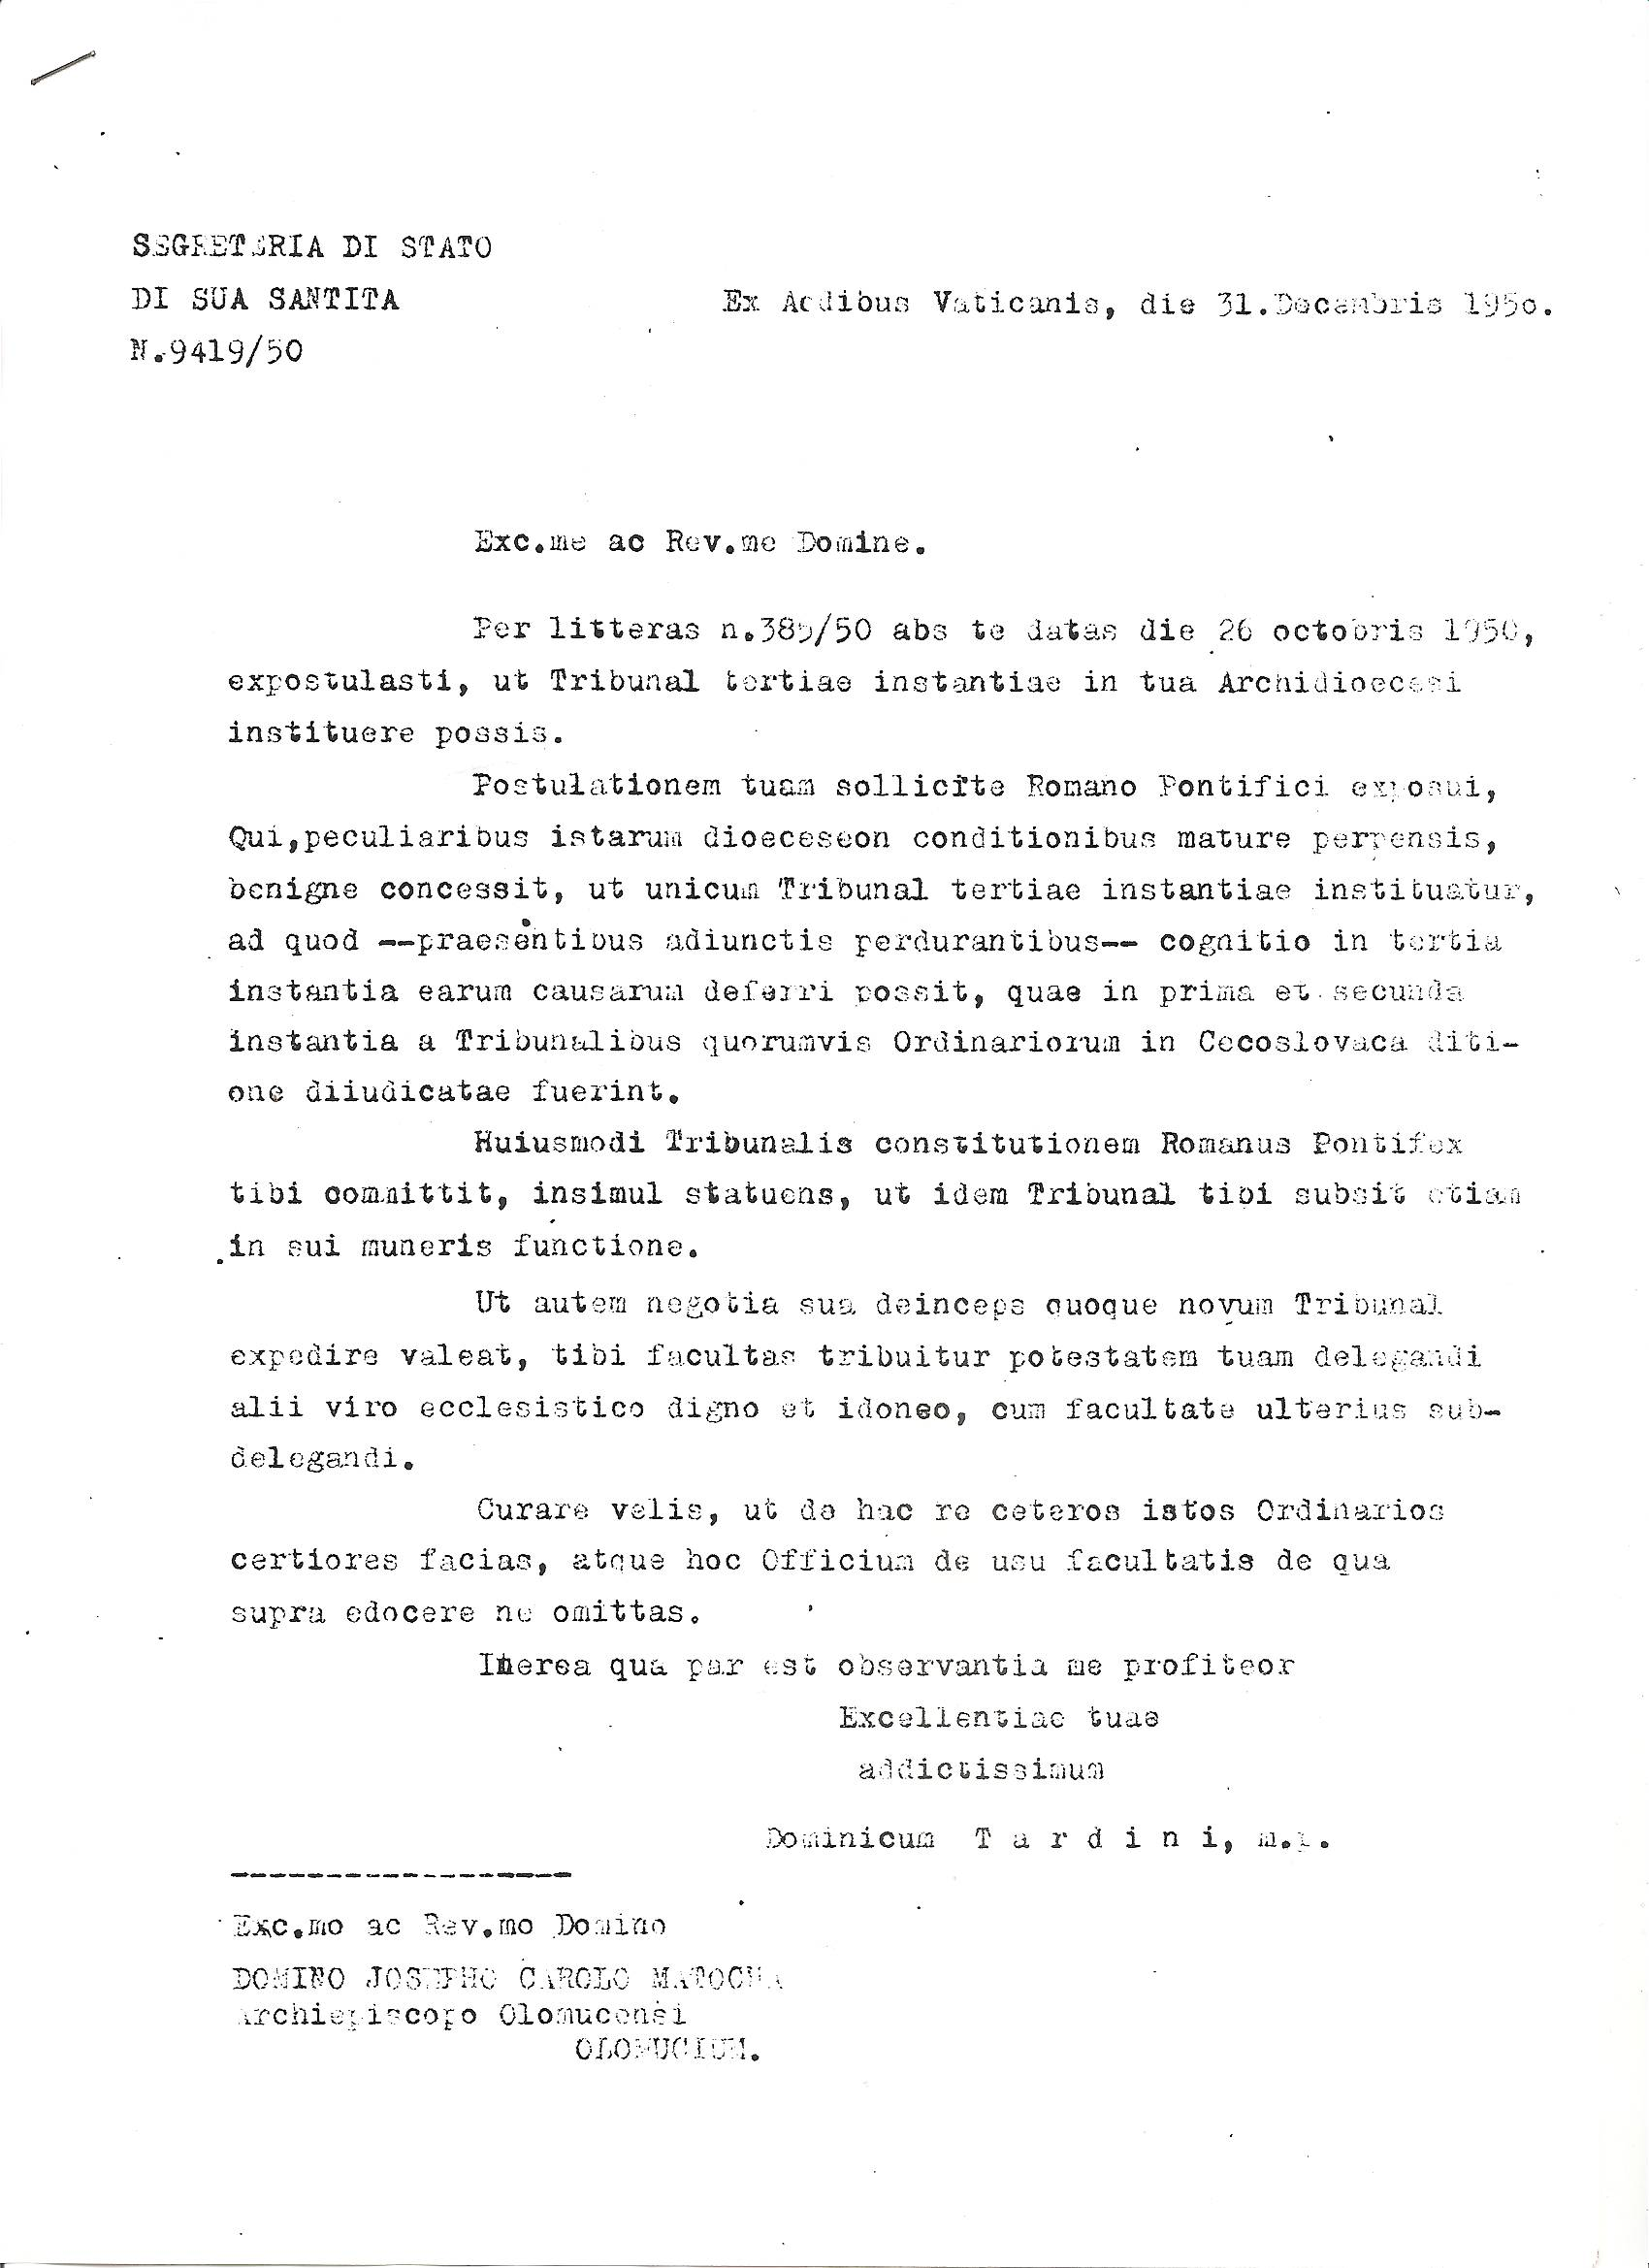 SEGRETERIA DI STATO
DI SUA SANTITA
Ex Aedibus Vaticanis, die 31.Decembris 195o.
N.9419/50
Exc.me ac Rev.me Domine.
Per litteras n.385/50 abs te datas die 26 octobris 1950,
expostulasti, ut Tribunal tertiae instantiae in tua Archidioecesi
instituere possis.
Postulationem tuam sollicite Romano Pontifici exposui,
Qui,peculiaribus istarum dioeceseon conditionibus mature perpensis,
benigne concessit, ut unicum Tribunal tertiae instantiae instituatur,
ad quod --praesentibus adiunctis perdurantibus-- cognitio in tertia
instantia earum causarum deferri possit, quae in prima et secunda
instantia a Tribunalibus quorumvis Ordinariorum in Cecoslovaca diti-
one diiudicatae fuerint.
Huiusmodi Tribunalis constitutionem Romanus Pontifex
tibi committit, insimul statuens, ut idem Tribunal tibi subsit etiam
in sui muneris functione.
Ut autem negotia sua deinceps quoque novum Tribunal
expedire valeat, tibi facultas tribuitur potestatem tuam delegandi
alii viro ecclesistico digno et idoneo, cum facultate ulterius sub-
delegandi.
Curare velis, ut de hac re ceteros istos Ordinarios
certiores facias, atque hoc Officium de usu facultatis de qua
supra edocere ne omittas.
Iterea qua par est observantia me profiteor
Excellentiae tuae
addictissimum
Dominicum T a r d i n i, m.p.
------------------
Exc.mo ac Rev.mo Domino
DOMINO JOSEPHO CAROLO MATOCHA
Archiepiscopo Olomucensi
OLOMUCIUM.